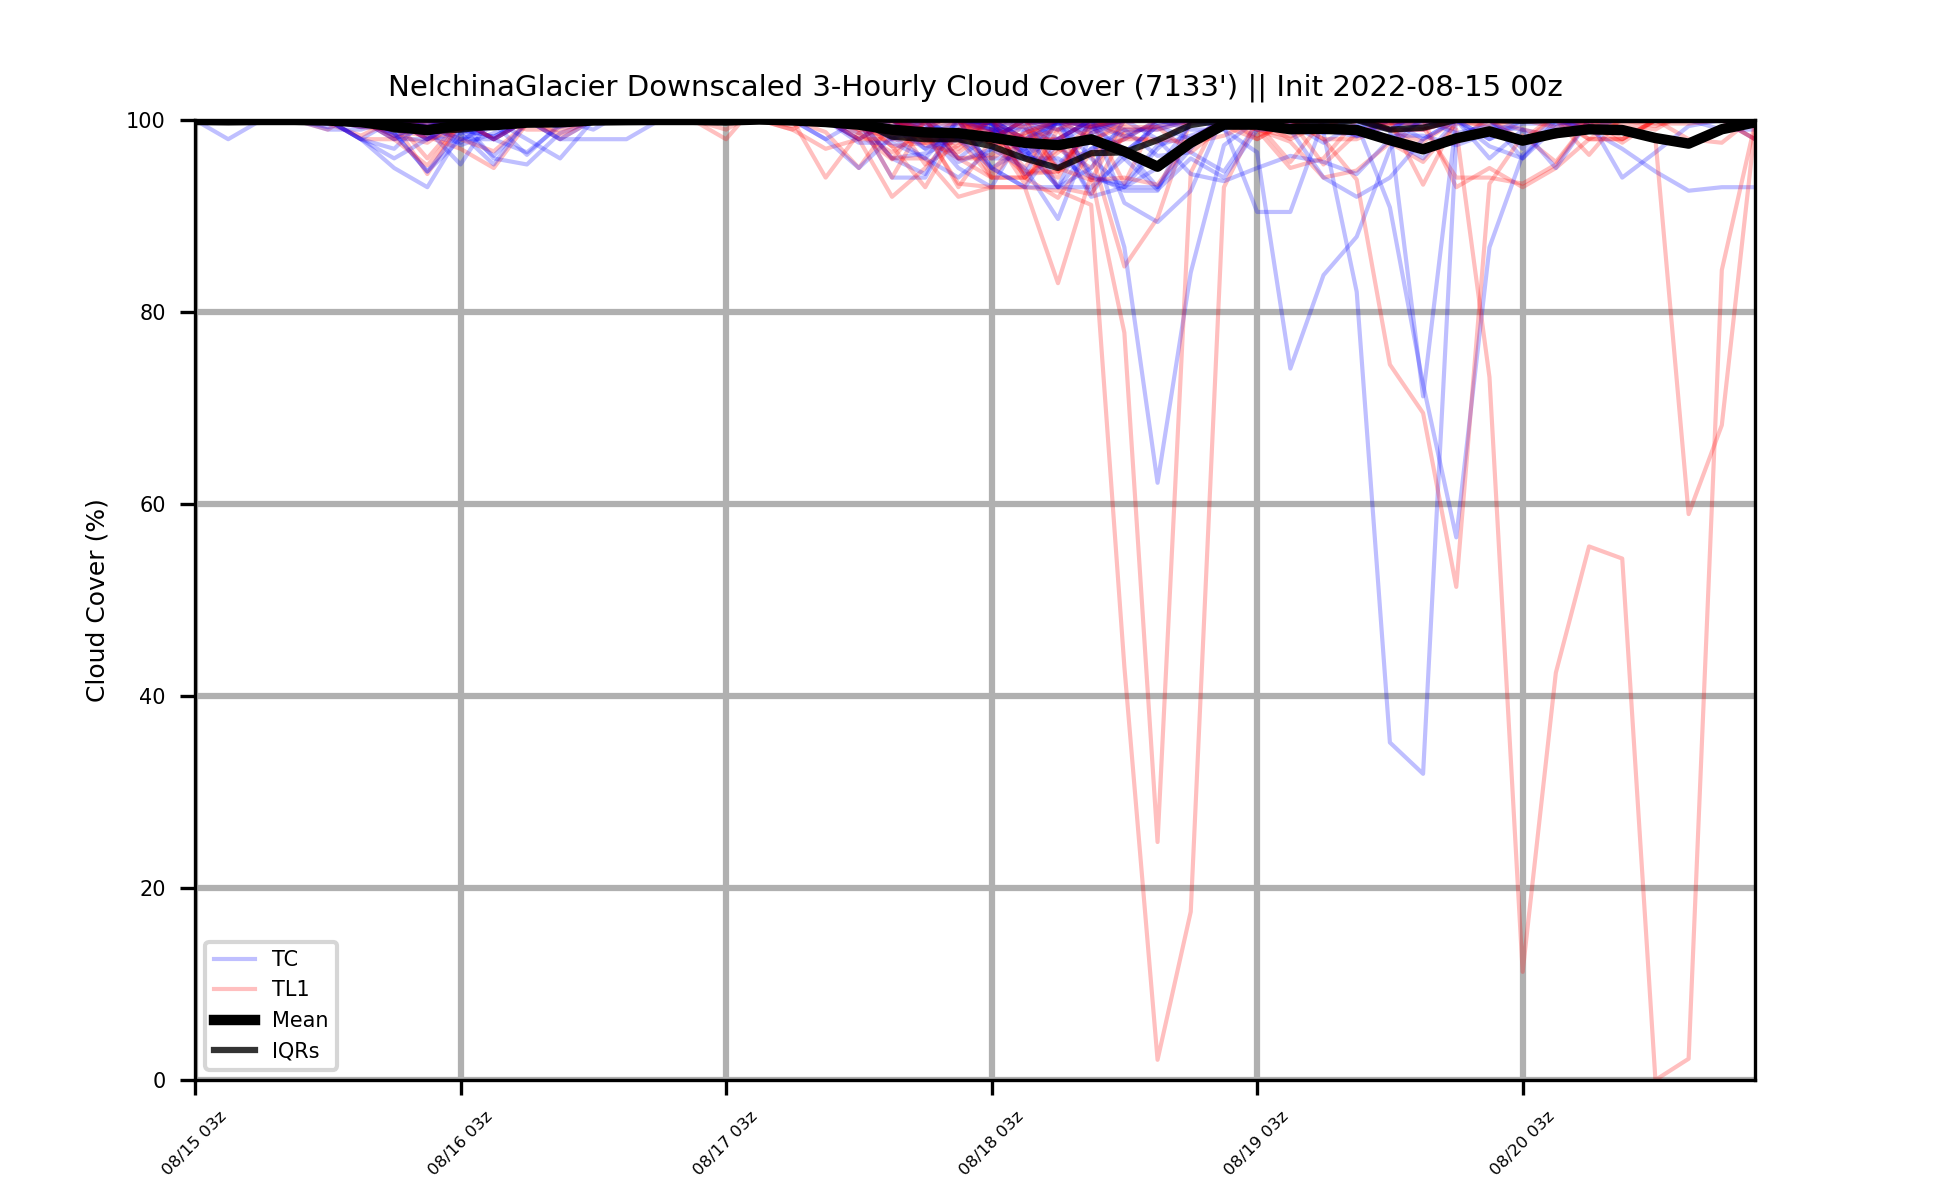 NelchinaGlacier Downscaled 3-Hourly Cloud Cover (7133') || Init 2022-08-15 00z
Cloud Cover (%)
100
80
60
40
20
0
TC
TL1
Mean
IQRs
08/15 03z
08/16 03z
08/17 03z
08/18 03z
08/19 03z
08/20 03z